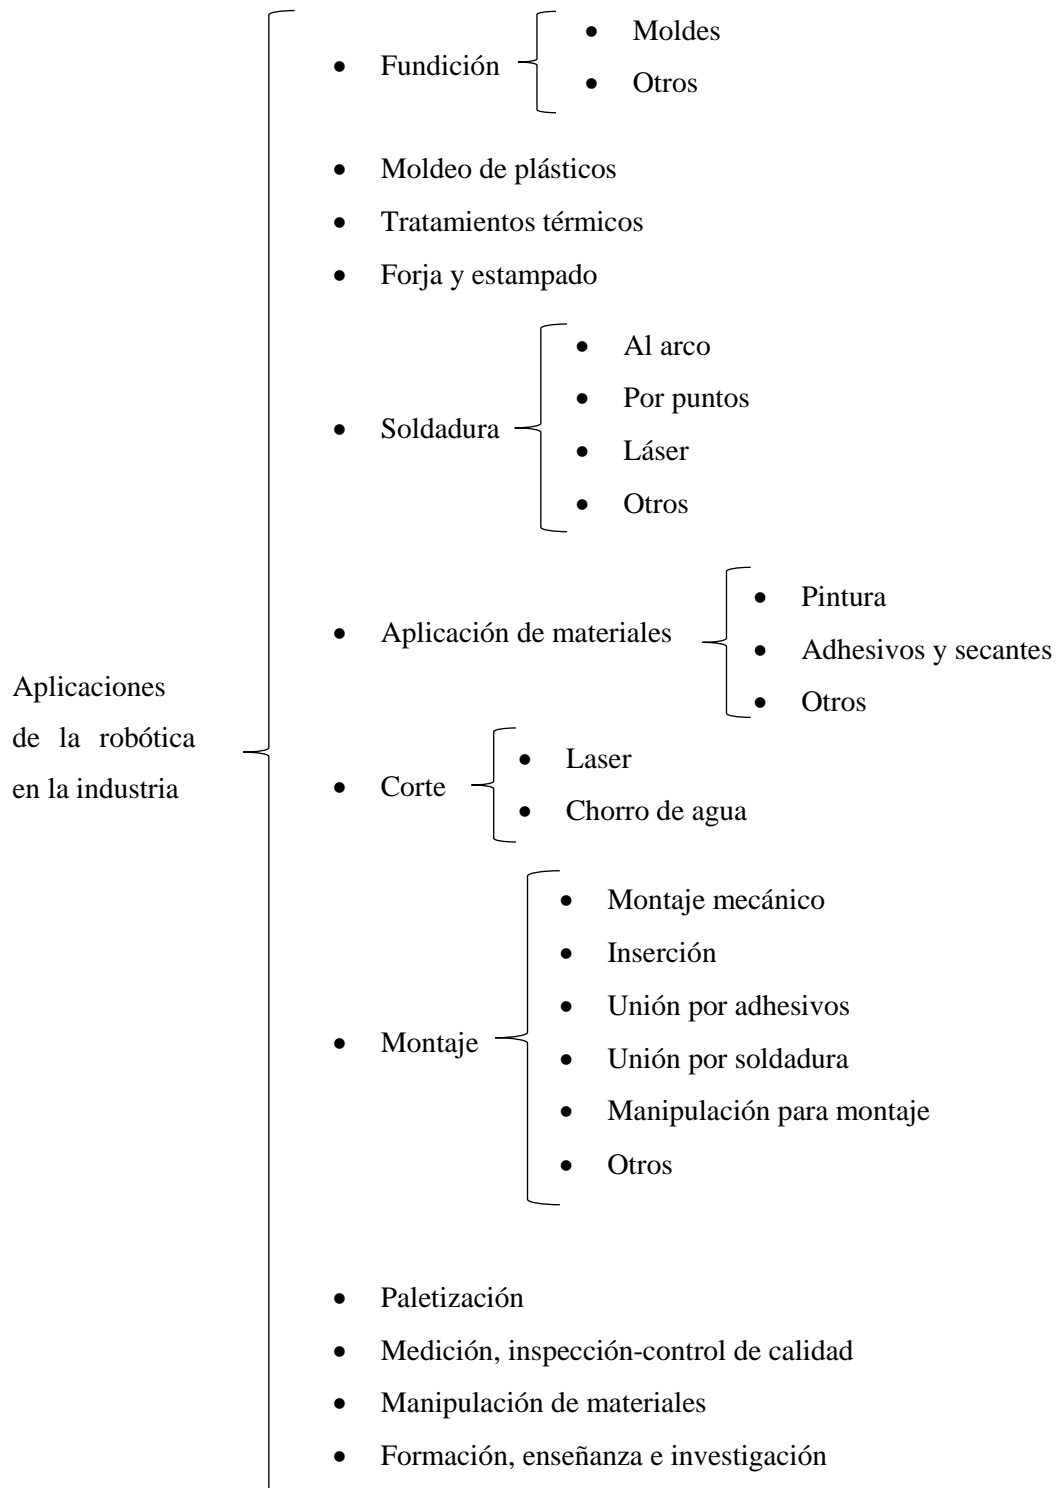 Aplicaciones
de la robótica
en la industria
• Fundición
• Moldes
• Otros
• Moldeo de plásticos
• Tratamientos térmicos
• Forja y estampado
• Soldadura
• Al arco
• Por puntos
• Láser
• Otros
• Aplicación de materiales
• Pintura
• Adhesivos y secantes
• Otros
• Corte
• Laser
• Chorro de agua
• Montaje
• Montaje mecánico
• Inserción
• Unión por adhesivos
• Unión por soldadura
• Manipulación para montaje
• Otros
• Paletización
• Medición, inspección-control de calidad
• Manipulación de materiales
• Formación, enseñanza e investigación